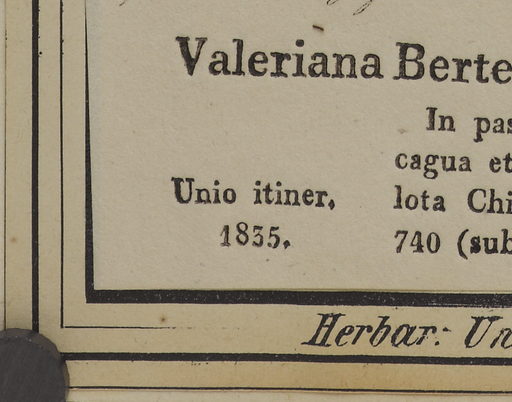 Valeriana Berte
In pas
cagua et
Unio itiner. lota Chi
1835. 740 (sub
Herbar: Un